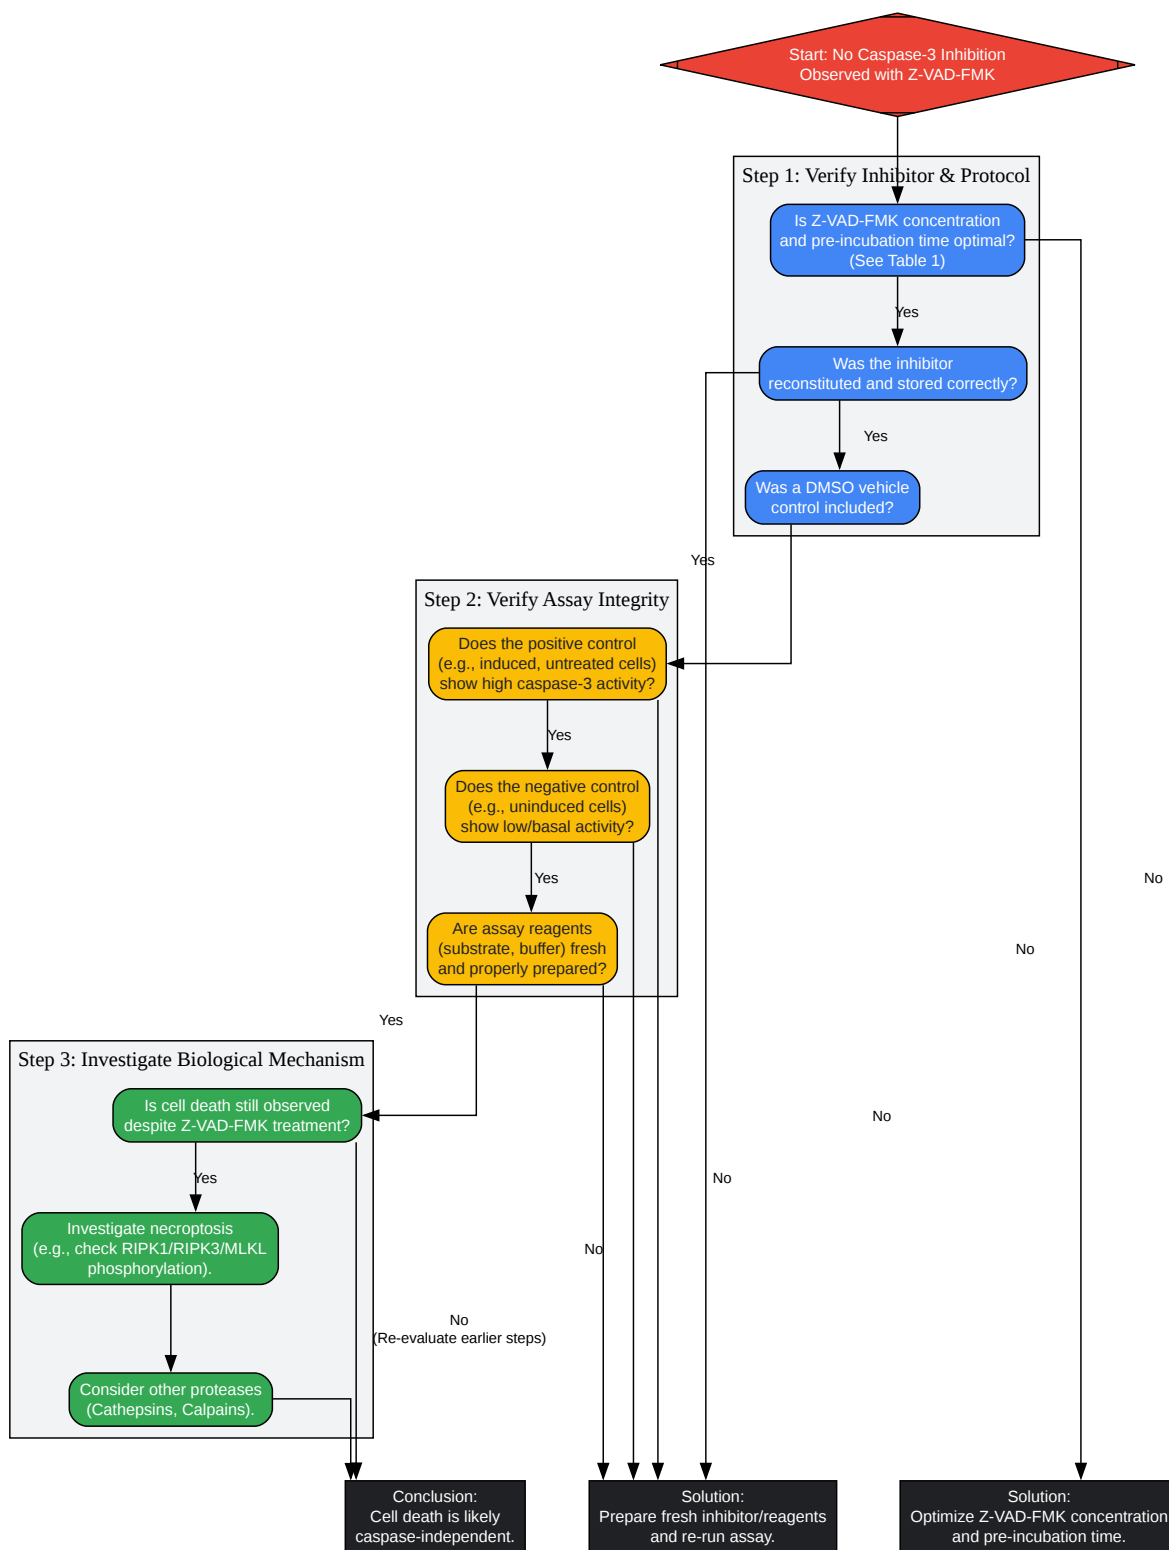 Start: No Caspase-3 Inhibition
Observed with Z-VAD-FMK
Step 1: Verify Inhibitor & Protocol
Is Z-VAD-FMK concentration
and pre-incubation time optimal?
(See Table 1)
Yes
Was the inhibitor
reconstituted and stored correctly?
Yes
Was a DMSO vehicle
control included?
Yes
Step 2: Verify Assay Integrity
Does the positive control
(e.g., induced, untreated cells)
show high caspase-3 activity?
Yes
Does the negative control
(e.g., uninduced cells)
show low/basal activity?
Yes
No
Are assay reagents
(substrate, buffer) fresh
and properly prepared?
No
Yes
Step 3: Investigate Biological Mechanism
Is cell death still observed
despite Z-VAD-FMK treatment?
No
Yes
No
Investigate necroptosis
(e.g., check RIPK1/RIPK3/MLKL
phosphorylation).
No
No
(Re-evaluate earlier steps)
Consider other proteases
(Cathepsins, Calpains).
Conclusion:
Cell death is likely
caspase-independent.
Solution:
Prepare fresh inhibitor/reagents
and re-run assay.
Solution:
Optimize Z-VAD-FMK concentration
and pre-incubation time.